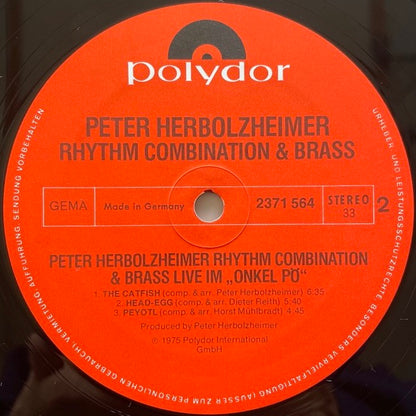 polydor
PETER HERBOLZHEIMER
RHYTHM COMBINATION & BRASS
GEMA
Made in Germany
2371 564
STEREO
33
2
PETER HERBOLZHEIMER RHYTHM COMBINATION
& BRASS LIVE IM „ONKEL PÖ“
1. THE CATFISH (comp. & arr. Peter Herbolzheimer) 6:35
2. HEAD-EGG (comp. & arr. Dieter Reith) 5:40
3. PEYOTL (comp. & arr. Horst Mühlbradt) 4:45
Produced by Peter Herbolzheimer
℗ 1975 Polydor International
GmbH
URHEBER- UND LEISTUNGSSCHUTZRECHTE BESONDERS VERVIELFÄLTIGUNG (AUSSER ZUM PERSÖNLICHEN EIGENEN GEBRAUCH), VERMIETUNG, AUFFÜHRUNG, SENDUNG VORBEHALTEN